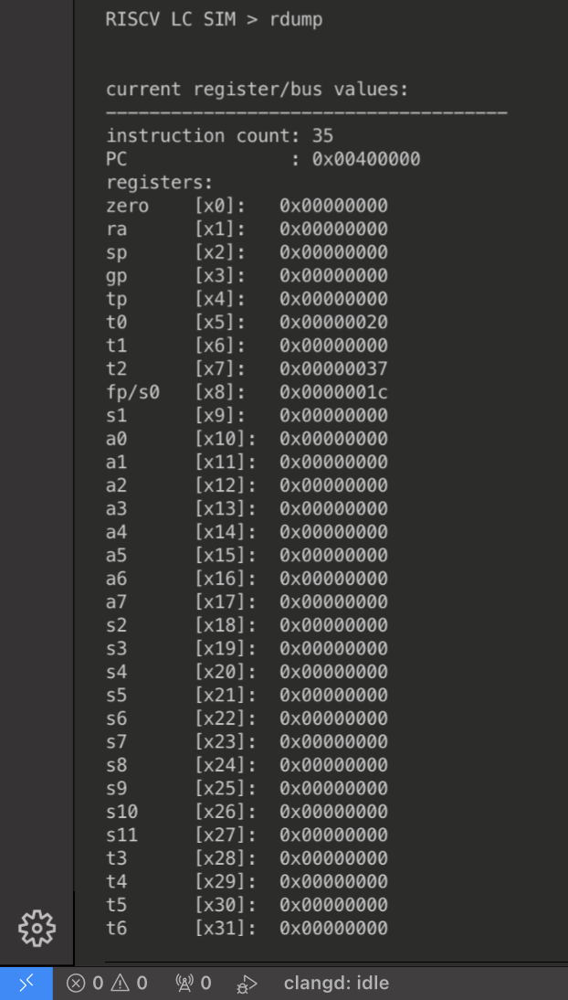 RISCV LC SIM > rdump
current register/bus values:
-------------------------------------
instruction count: 35
PC               : 0x00400000
registers:
zero    [x0]:   0x00000000
ra      [x1]:   0x00000000
sp      [x2]:   0x00000000
gp      [x3]:   0x00000000
tp      [x4]:   0x00000000
t0      [x5]:   0x00000020
t1      [x6]:   0x00000000
t2      [x7]:   0x00000037
fp/s0   [x8]:   0x0000001c
s1      [x9]:   0x00000000
a0      [x10]:  0x00000000
a1      [x11]:  0x00000000
a2      [x12]:  0x00000000
a3      [x13]:  0x00000000
a4      [x14]:  0x00000000
a5      [x15]:  0x00000000
a6      [x16]:  0x00000000
a7      [x17]:  0x00000000
s2      [x18]:  0x00000000
s3      [x19]:  0x00000000
s4      [x20]:  0x00000000
s5      [x21]:  0x00000000
s6      [x22]:  0x00000000
s7      [x23]:  0x00000000
s8      [x24]:  0x00000000
s9      [x25]:  0x00000000
s10     [x26]:  0x00000000
s11     [x27]:  0x00000000
t3      [x28]:  0x00000000
t4      [x29]:  0x00000000
t5      [x30]:  0x00000000
t6      [x31]:  0x00000000
0 0 0 clangd: idle